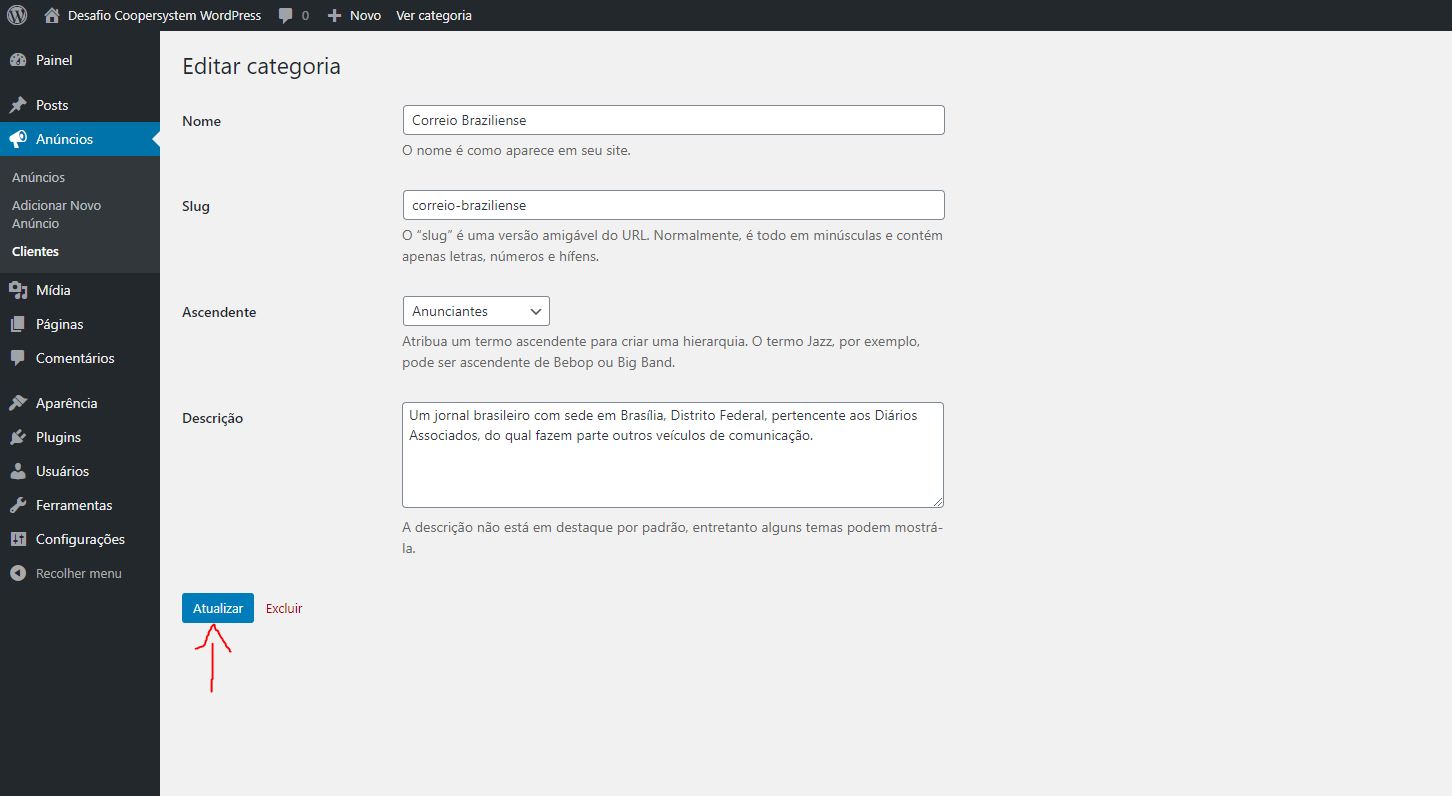 Desafio Coopersystem WordPress 0 Novo Ver categoria
Painel
Posts
Anúncios
Anúncios
Adicionar Novo
Anúncio
Clientes
Mídia
Páginas
Comentários
Aparência
Plugins
Usuários
Ferramentas
Configurações
Recolher menu
Editar categoria
Nome
Correio Braziliense
O nome é como aparece em seu site.
Slug
correio-braziliense
O “slug” é uma versão amigável do URL. Normalmente, é todo em minúsculas e contém
apenas letras, números e hífens.
Ascendente
Anunciantes
Atribua um termo ascendente para criar uma hierarquia. O termo Jazz, por exemplo,
pode ser ascendente de Bebop ou Big Band.
Descrição
Um jornal brasileiro com sede em Brasília, Distrito Federal, pertencente aos Diários
Associados, do qual fazem parte outros veículos de comunicação.
A descrição não está em destaque por padrão, entretanto alguns temas podem mostrá-
la.
Atualizar Excluir